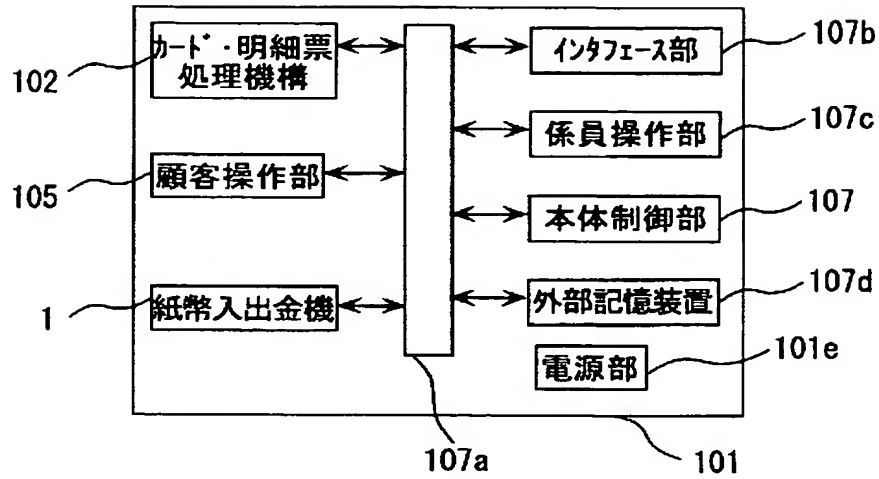 カード・明細票
処理機構
102
顧客操作部
105
紙幣入出金機
1
インタフェース部
107b
係員操作部
107c
本体制御部
107
外部記憶装置
107d
電源部
101e
107a
101